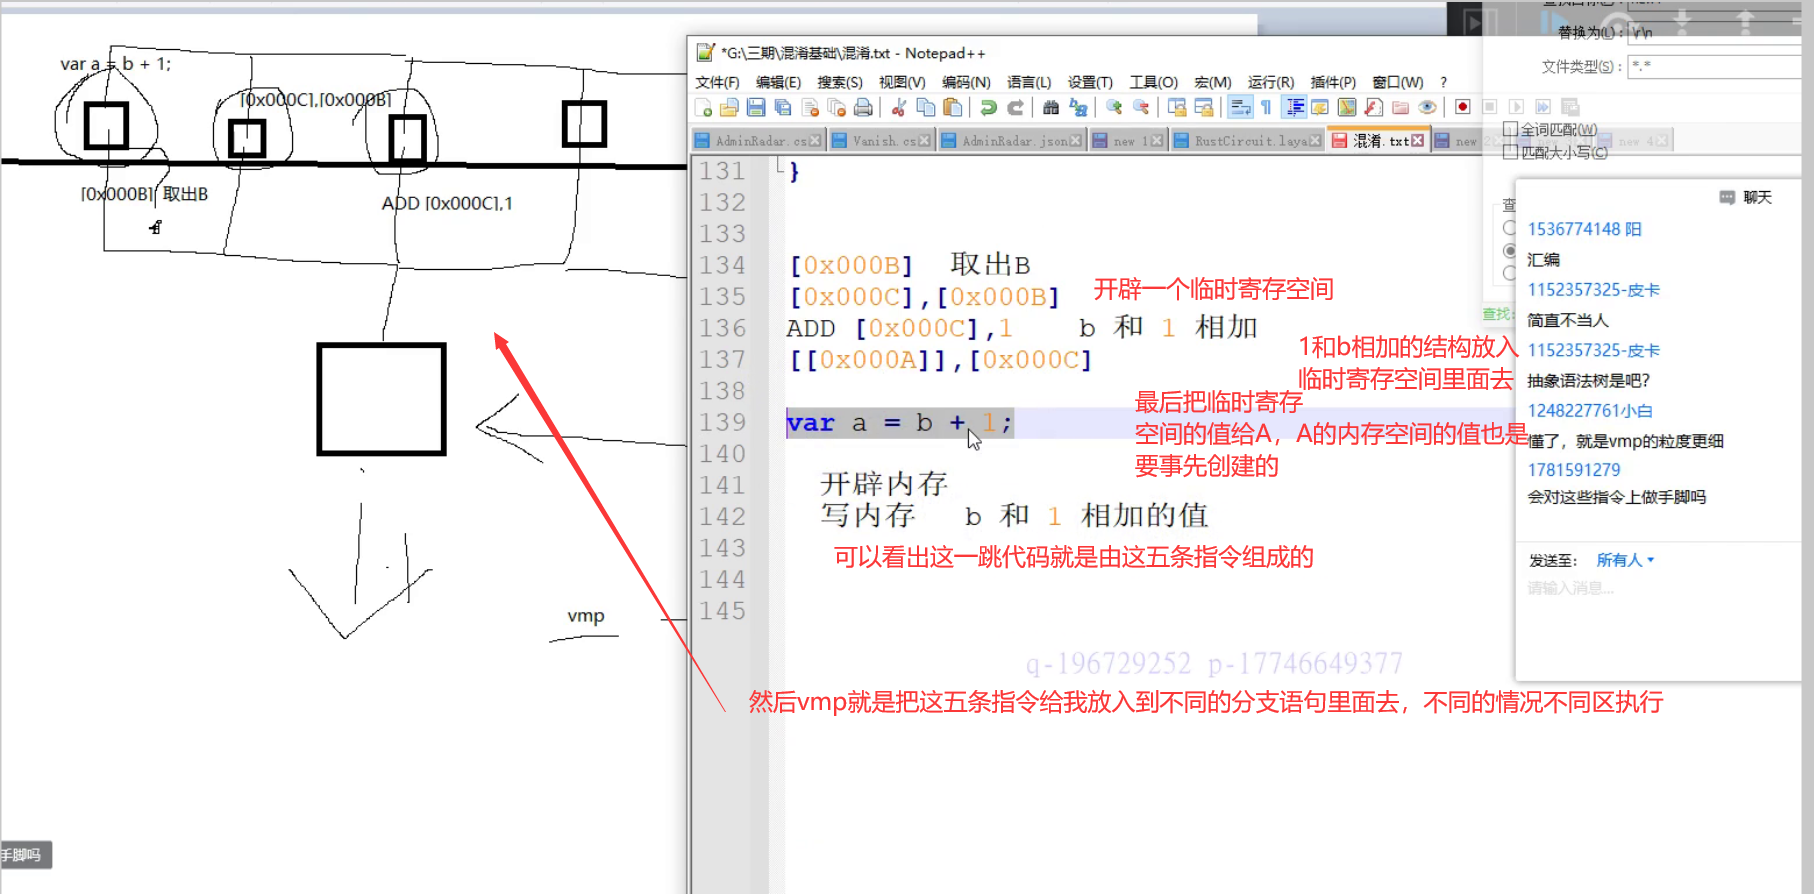 var a = b + 1;
[0x000C],[0x000B]
[0x000B] 取出B
ADD [0x000C],1
vmp
手脚吗
*G:\三期\混淆基础\混淆.txt - Notepad++
文件(F) 编辑(E) 搜索(S) 视图(V) 编码(N) 语言(L) 设置(T) 工具(O) 宏(M) 运行(R) 插件(P) 窗口(W) ?
AdminRadar.cs Vanish.cs AdminRadar.json new 1 RustCircuit.laya 混淆.txt new new 4
131 }
132
133
134 [0x000B] 取出B
135 [0x000C],[0x000B]
开辟一个临时寄存空间
136 ADD [0x000C],1 b 和 1 相加
137 [[0x000A]],[0x000C]
1和b相加的结构放入
临时寄存空间里面去
138
139 var a = b + 1;
最后把临时寄存
空间的值给A，A的内存空间的值也是
要事先创建的
140
141 开辟内存
142 写内存 b 和 1 相加的值
143
可以看出这一跳代码就是由这五条指令组成的
144
145
q-196729252 p-17746649377
然后vmp就是把这五条指令给我放入到不同的分支语句里面去，不同的情况不同区执行
替换为(L)： \r\n
文件类型(S)： *.*
全词匹配(W)
匹配大小写(C)
查
查找:
聊天
1536774148 阳
汇编
1152357325-皮卡
简直不当人
1152357325-皮卡
抽象语法树是吧?
1248227761小白
懂了，就是vmp的粒度更细
1781591279
会对这些指令上做手脚吗
发送至： 所有人
请输入消息...